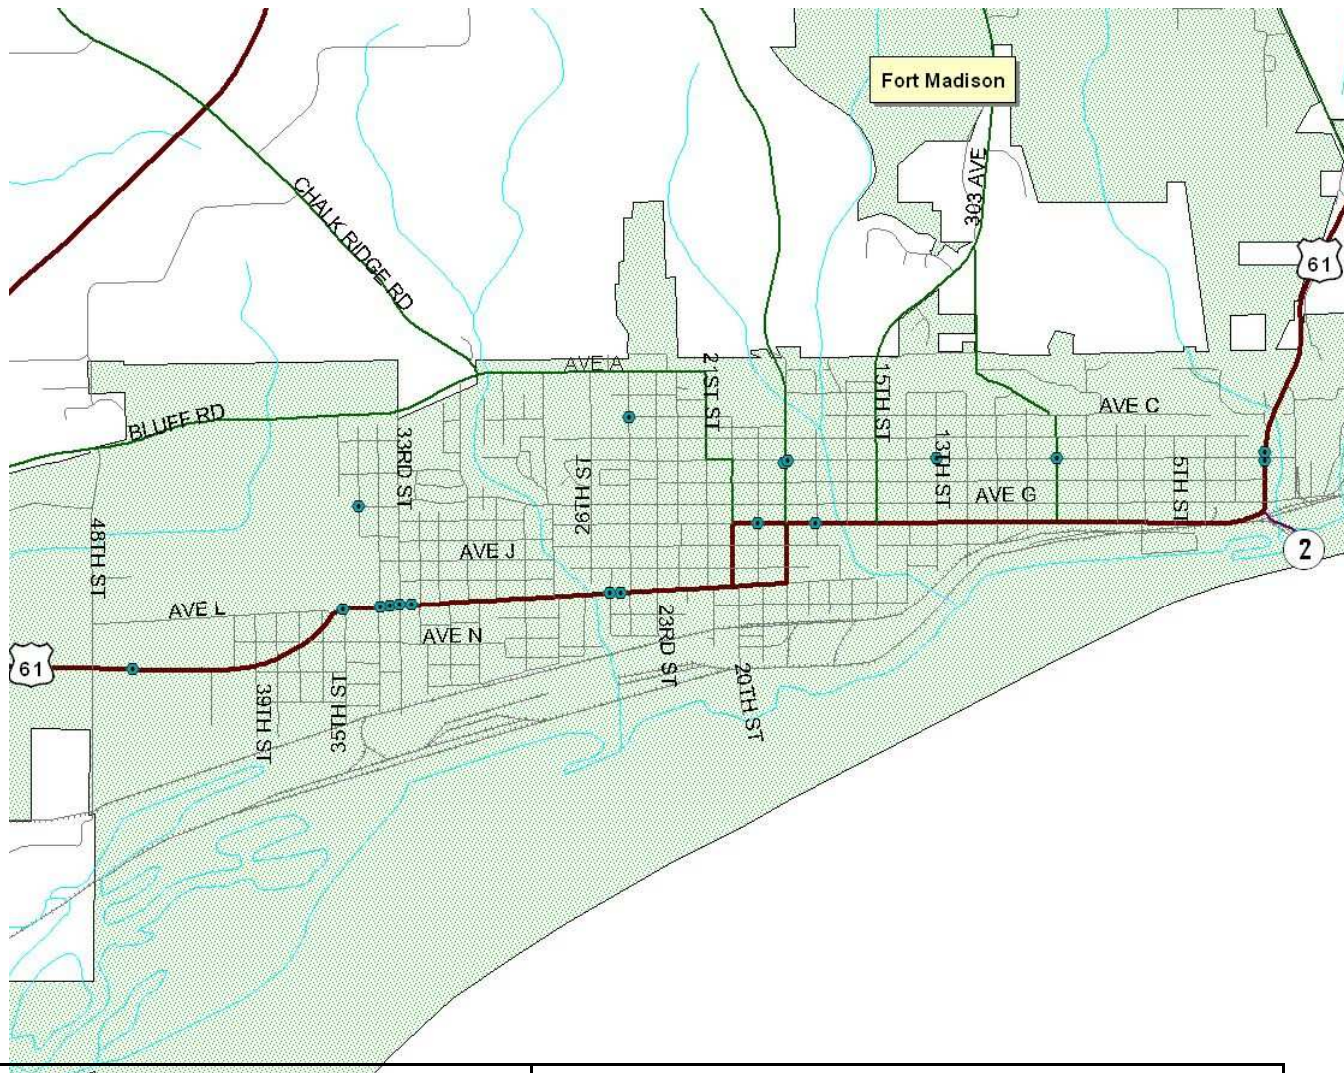 Fort Madison
303 AVE
CHALK RIDGE RD
61
AVE A
21ST ST
15TH ST
AVE C
BLUFF RD
33RD ST
26TH ST
13TH ST
5TH ST
AVE G
48TH ST
AVE J
2
AVE L
AVE N
23RD ST
61
20TH ST
39TH ST
35TH ST